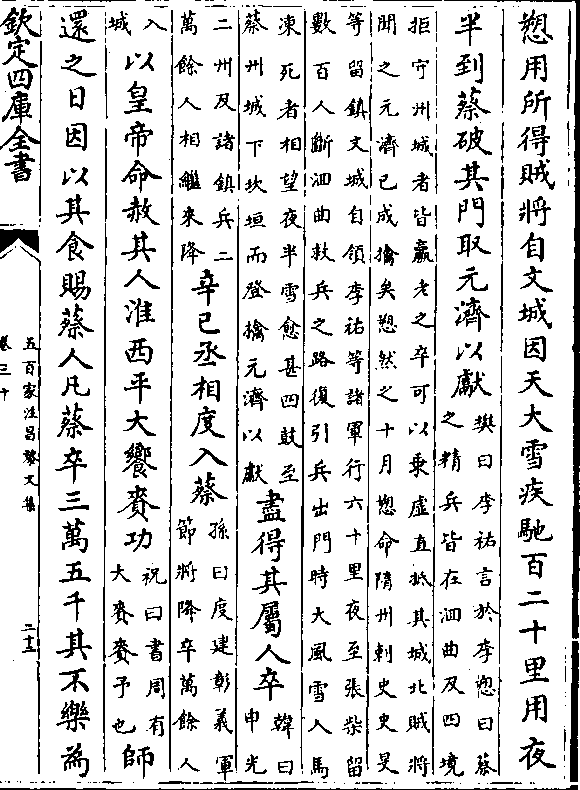 愬用所得賊將自文城因天大雪疾馳百二十里用夜
半到蔡破其門取元濟以獻樊曰李祐言於李愬曰蔡
之精兵皆在洄曲及四境
拒守州城者皆羸老之卒可以乗虛直抵其城北賊將
聞之元濟已成擒矣愬然之十月愬命隋州刺史史旻
等留鎮文城自領李祐等諸軍行六十里夜至張柴留
數百人斷洄曲救兵之路復引兵出門時大風雪人馬
凍死者相望夜半雪愈甚四鼓至
蔡州城下坎垣而登擒元濟以獻
盡得其屬人卒韓曰
申光
二州及諸鎮兵二
萬餘人相繼來降
辛巳丞相度入蔡孫曰度建彰義軍
節將降卒萬餘人
入
城
以皇帝命赦其人淮西平大饗賚功祝曰書周有
大賚賚予也
師
還之日因以其食賜蔡人凡蔡卒三萬五千其不樂為
欽定四庫全書
五百家注昌黎文集
卷三十
二十三